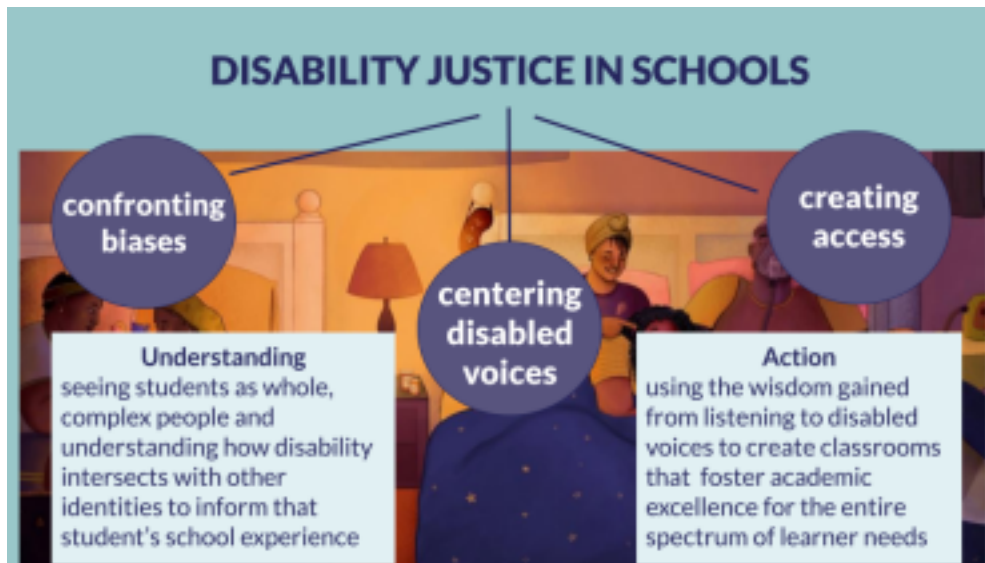 DISABILITY JUSTICE IN SCHOOLS
confronting
biases
centering
disabled
voices
creating
access
Understanding
seeing students as whole,
complex people and
understanding how disability
intersects with other
identities to inform that
student's school experience
Action
using the wisdom gained
from listening to disabled
voices to create classrooms
that foster academic
excellence for the entire
spectrum of learner needs